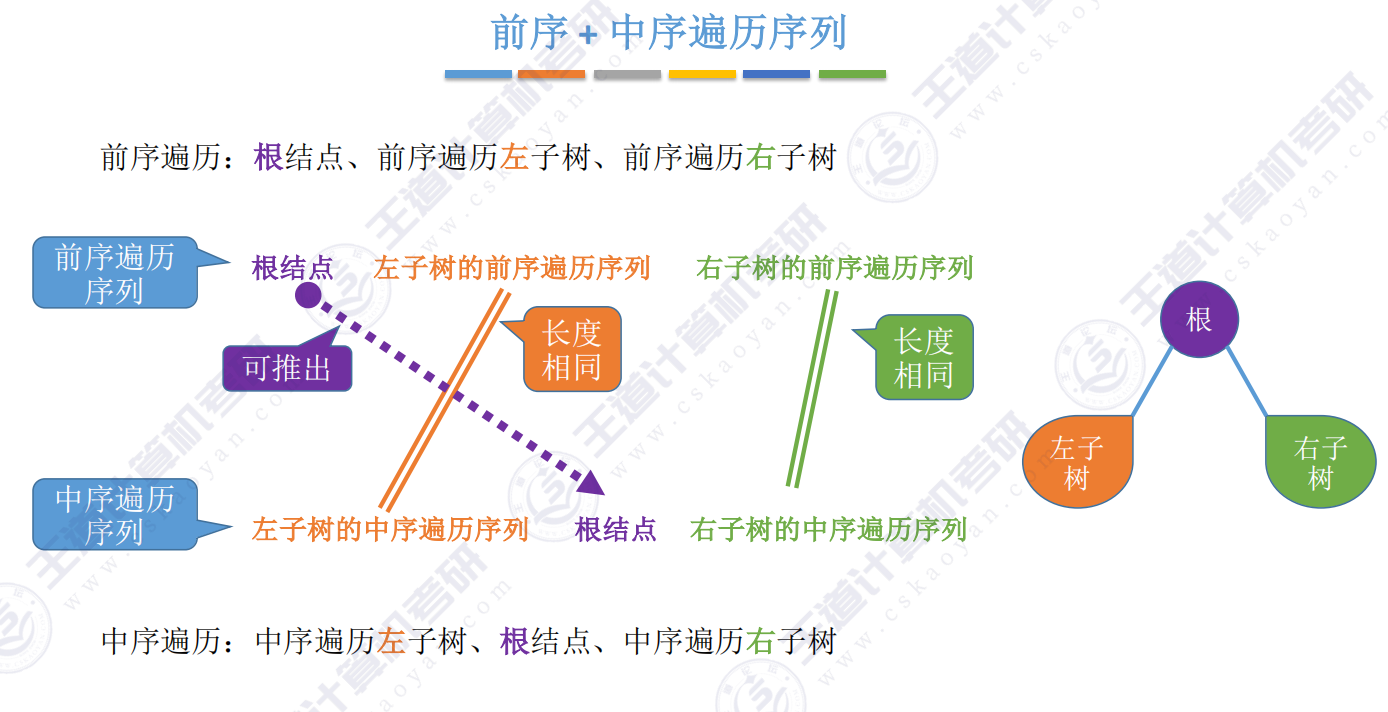 前序 + 中序遍历序列
前序遍历：根结点、前序遍历左子树、前序遍历右子树
前序遍历
序列
根结点
左子树的前序遍历序列
右子树的前序遍历序列
可推出
长度
相同
长度
相同
根
左子
树
右子
树
中序遍历
序列
左子树的中序遍历序列
根结点
右子树的中序遍历序列
中序遍历：中序遍历左子树、根结点、中序遍历右子树
王道计算机考研
www.cskaoyan.com